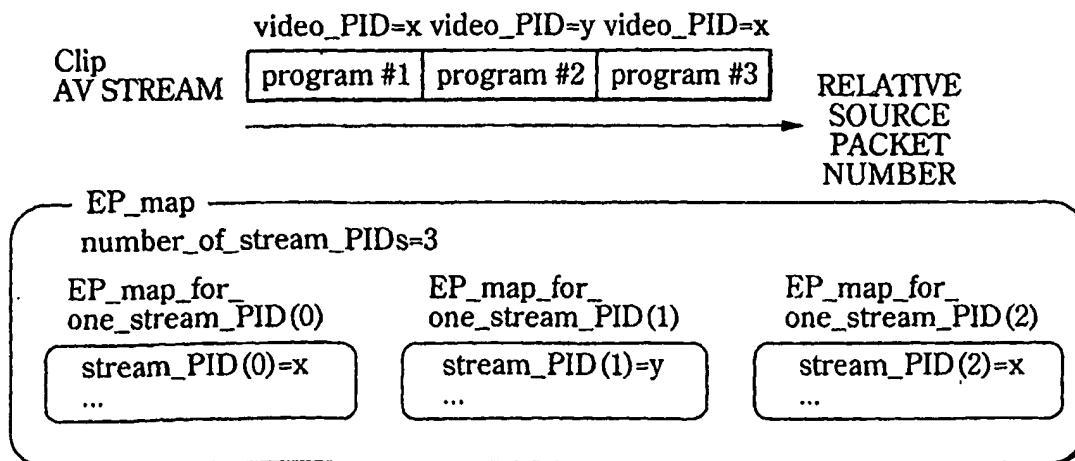 video_PID=x video_PID=y video_PID=x
Clip
AV STREAM
program #1 program #2 program #3
RELATIVE
SOURCE
PACKET
NUMBER
EP_map
number_of_stream_PIDs=3
EP_map_for_
one_stream_PID(0)
stream_PID(0)=x
...
EP_map_for_
one_stream_PID(1)
stream_PID(1)=y
...
EP_map_for_
one_stream_PID(2)
stream_PID(2)=x
...